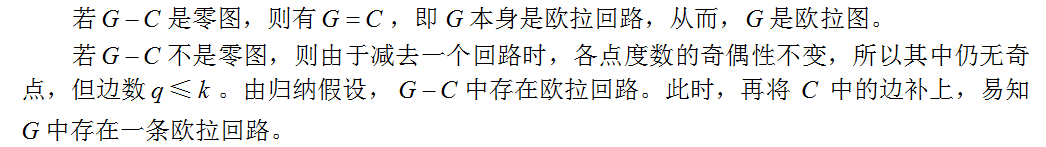 若 G − C 是零图，则有 G = C ，即 G 本身是欧拉回路，从而，G 是欧拉图。
若 G − C 不是零图，则由于减去一个回路时，各点度数的奇偶性不变，所以其中仍无奇
点，但边数 q ≤ k 。由归纳假设， G − C 中存在欧拉回路。此时，再将 C 中的边补上，易知
G 中存在一条欧拉回路。